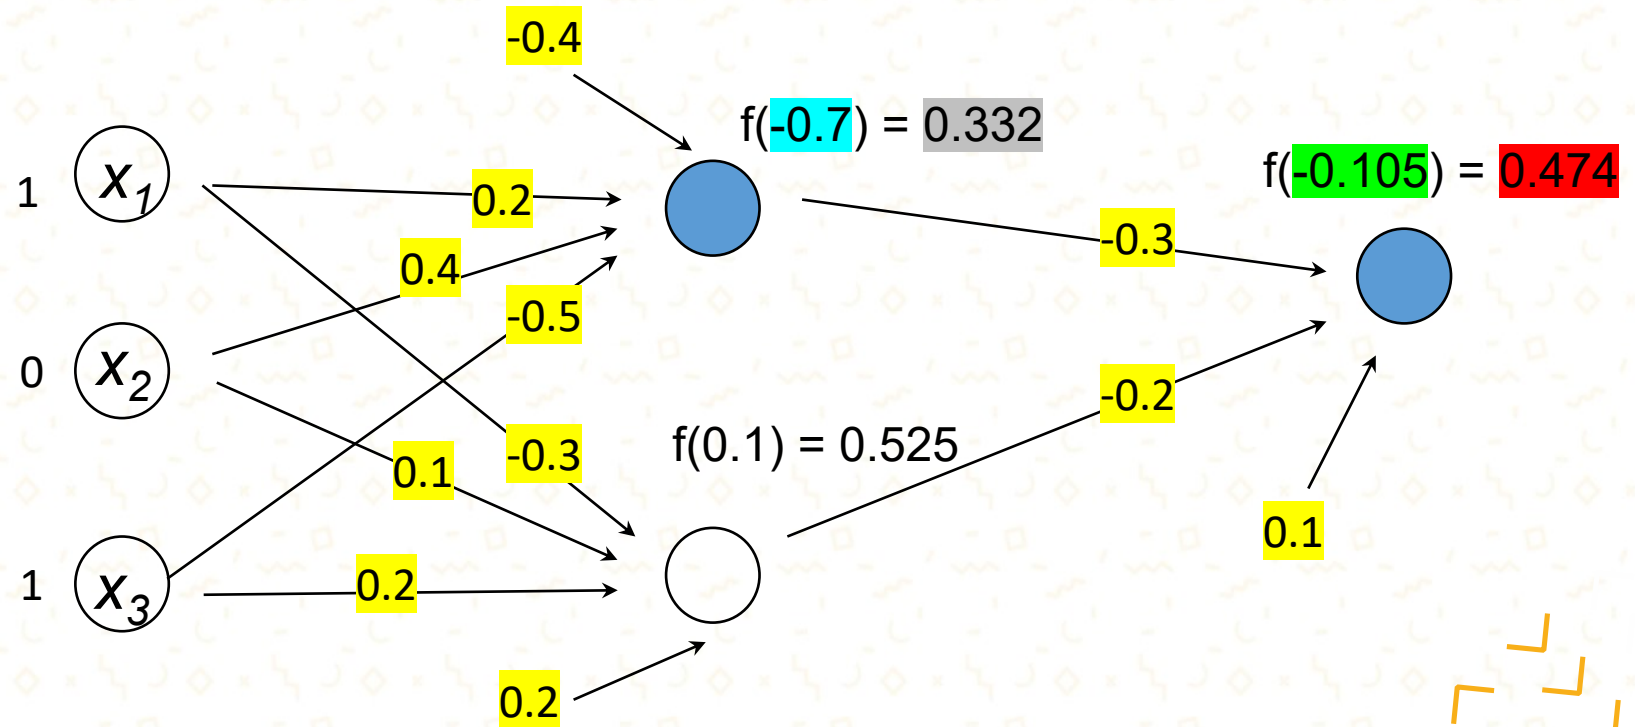 -0.4
f(-0.7) = 0.332
f(-0.105) = 0.474
1 x1 0.2
-0.3
0.4
-0.5
0 x2
-0.2
0.1 -0.3 f(0.1) = 0.525
0.1
1 x3 0.2
0.2